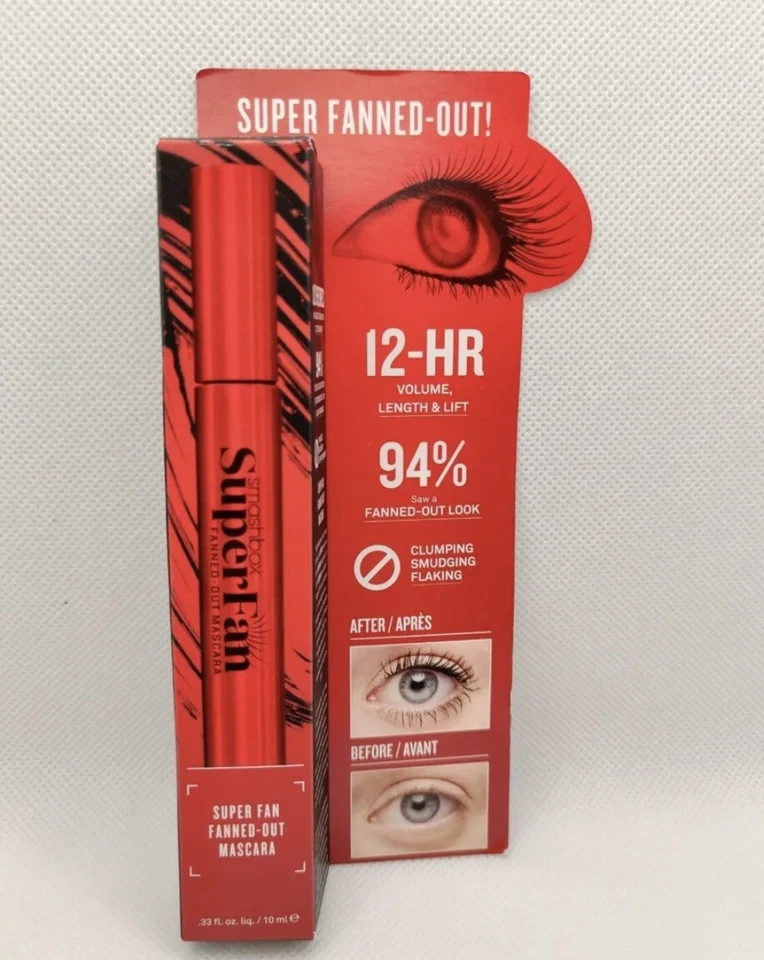 SUPER FANNED-OUT!
12-HR
VOLUME,
LENGTH & LIFT
94%
Saw a
FANNED-OUT LOOK
CLUMPING
SMUDGING
FLAKING
AFTER / APRÈS
BEFORE / AVANT
smashbox
SuperFan
FANNED-OUT MASCARA
SUPER FAN
FANNED-OUT
MASCARA
.33 fl. oz. liq. / 10 ml e